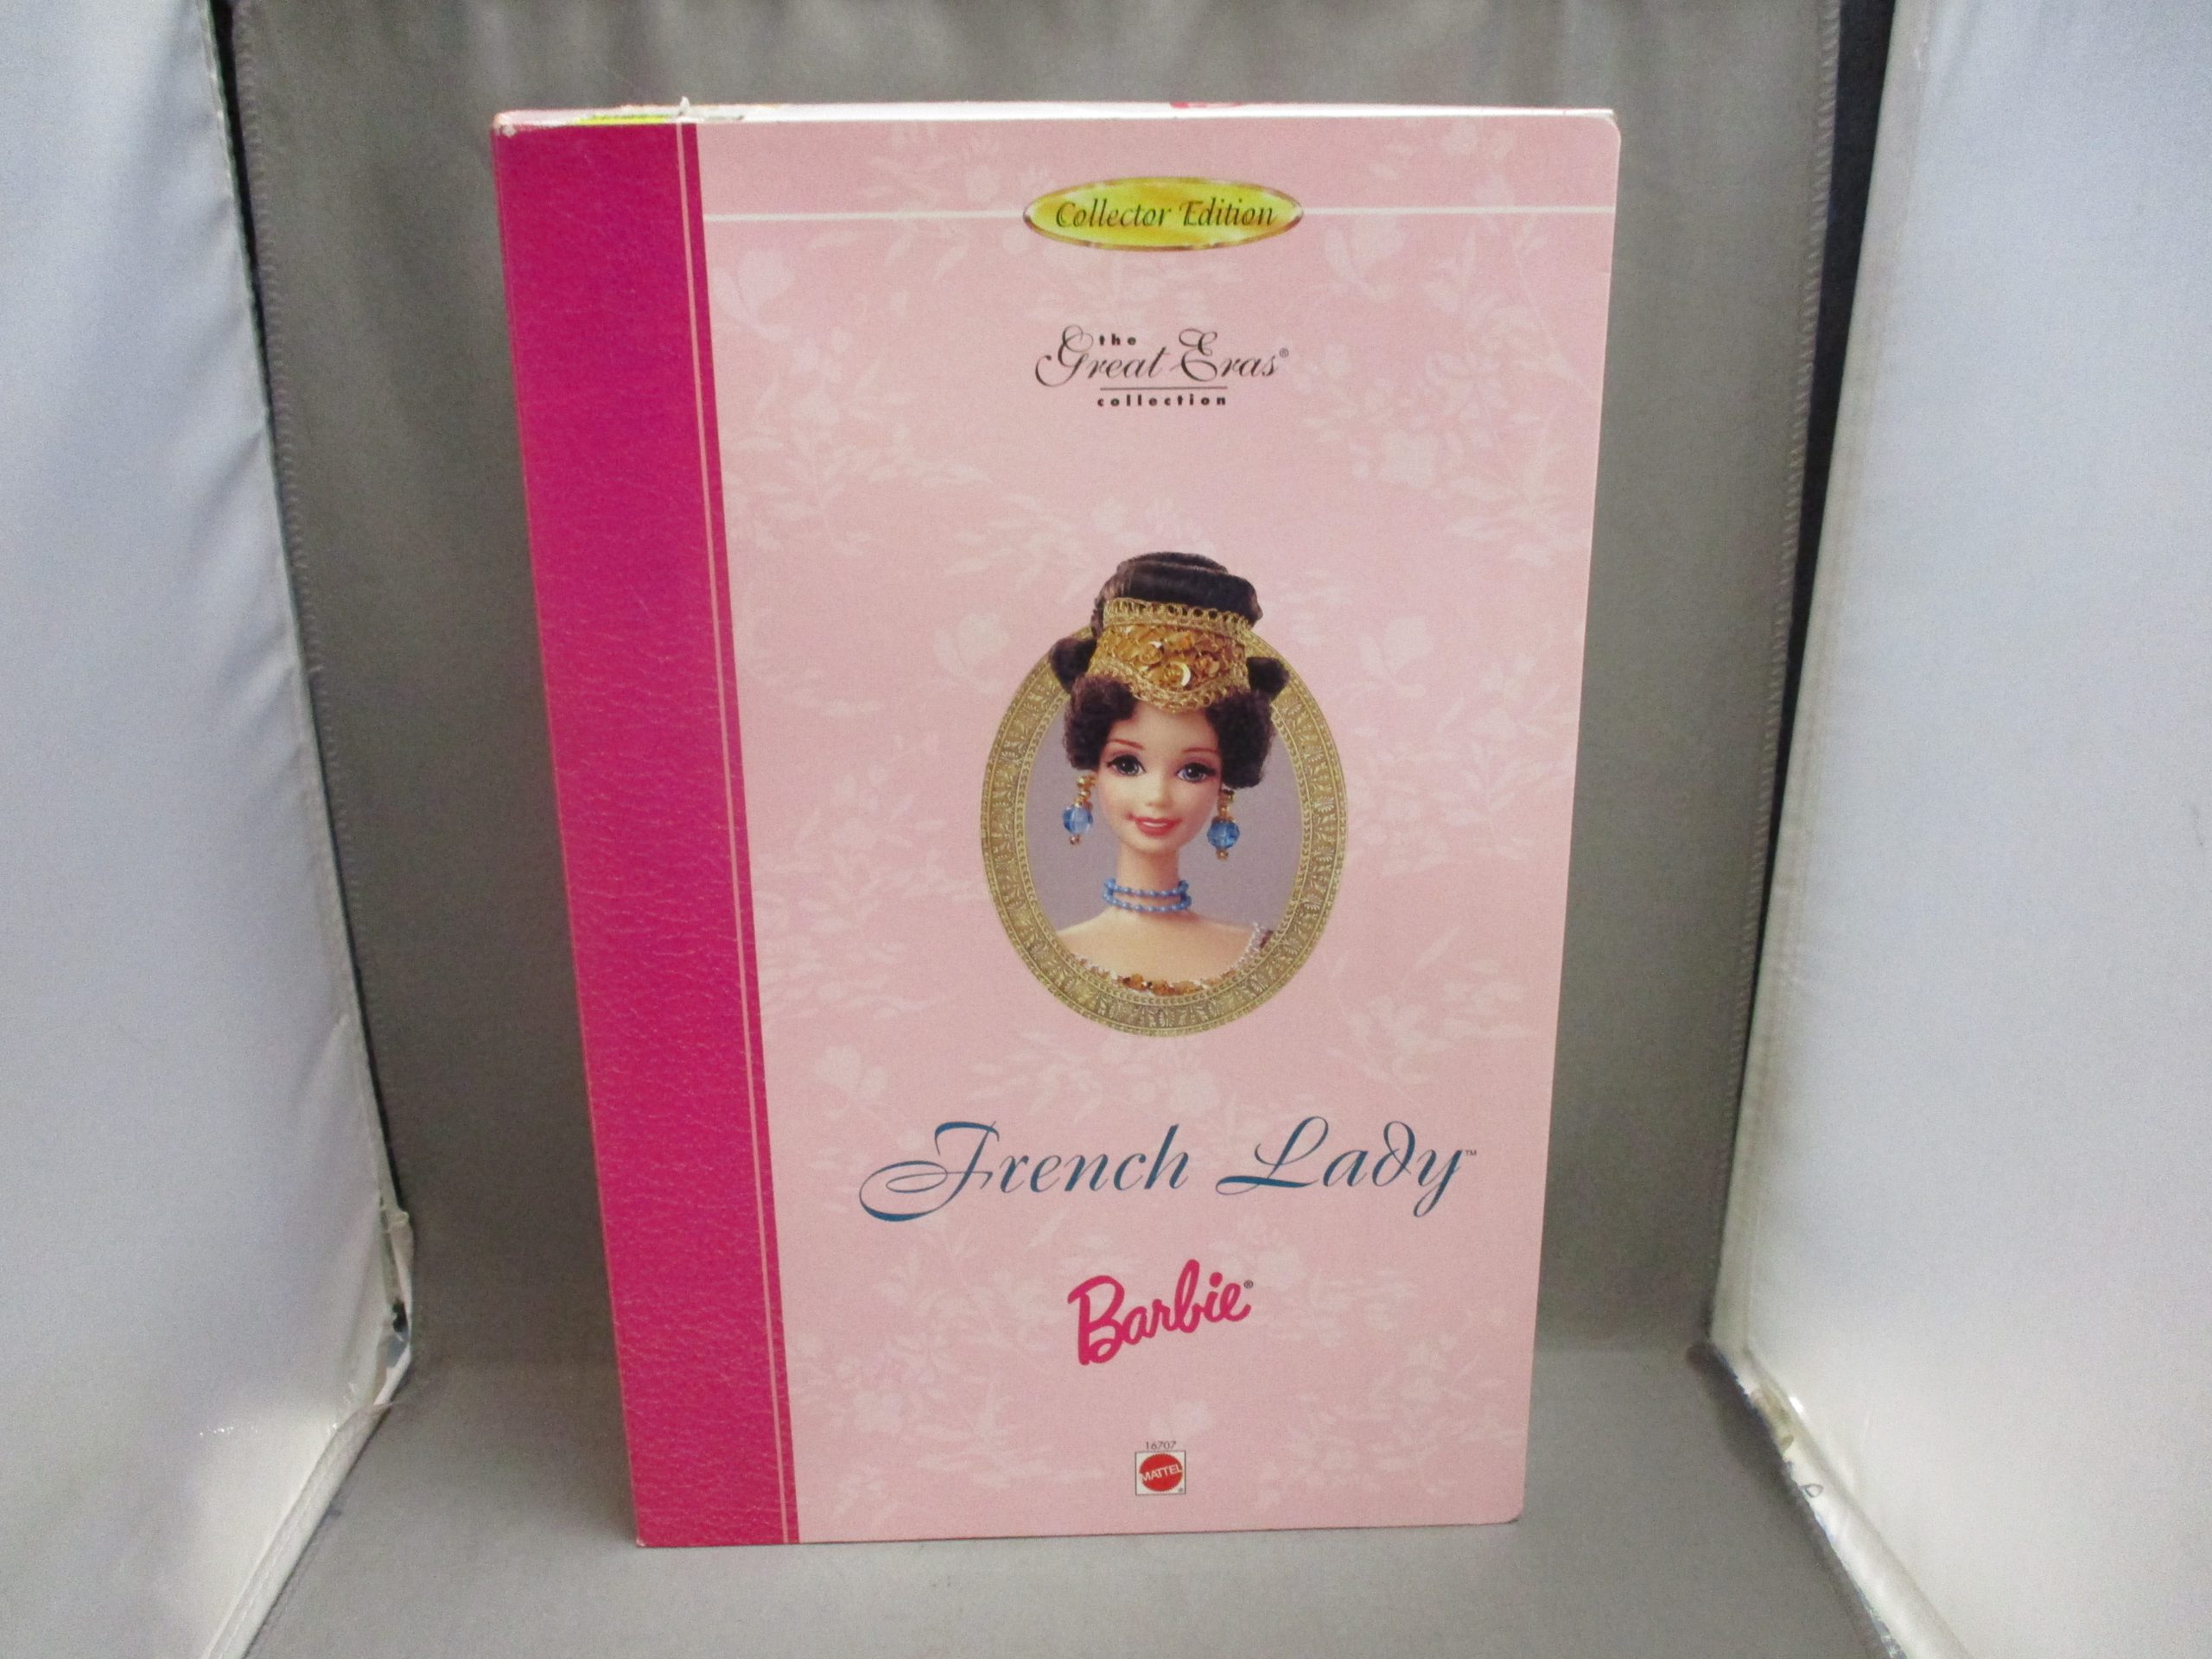 Collector Edition
the
Great Eras®
collection
French Lady™
Barbie®
16707
MATTEL®